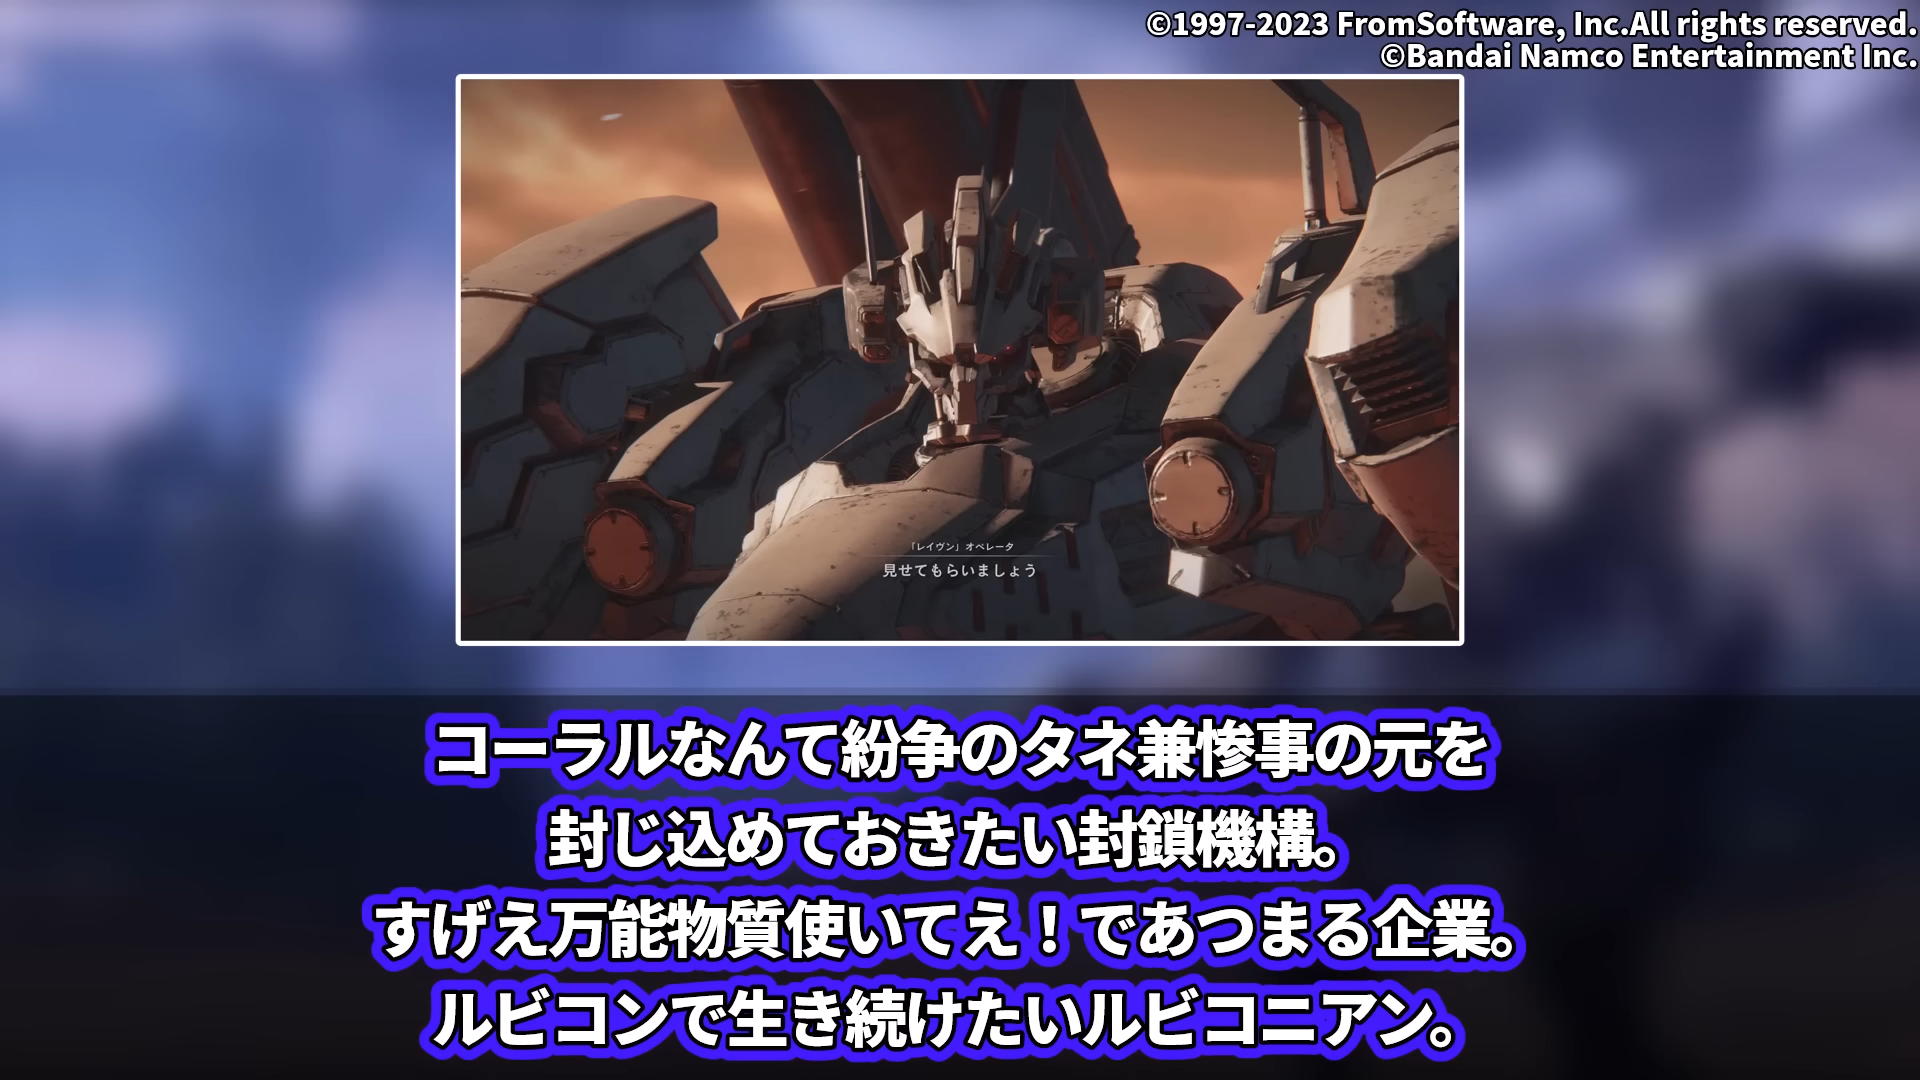 ©1997-2023 FromSoftware, Inc.All rights reserved.
©Bandai Namco Entertainment Inc.
「レイヴン」オペレータ
見せてもらいましょう
コーラルなんて紛争のタネ兼惨事の元を
封じ込めておきたい封鎖機構。
すげえ万能物質使いてえ！であつまる企業。
ルビコンで生き続けたいルビコニアン。